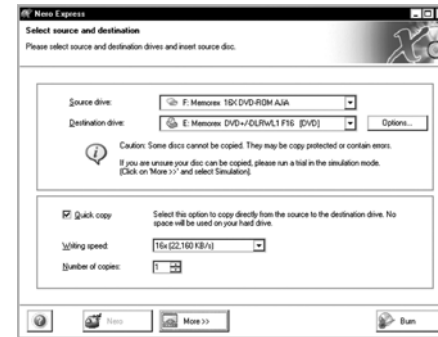 Nero Express
Select source and destination
Please select source and destination drives and insert source disc.
Source drive: F: Memorex 16X DVD-ROM AJA
Destination drive: E: Memorex DVD+/-DLRWL1 F16 [DVD] Options...
Caution: Some discs cannot be copied. They may be copy protected or contain errors.
If you are unsure your disc can be copied, please run a trial in the simulation mode.
(Click on 'More >>' and select Simulation).
Quick copy Select this option to copy directly from the source to the destination drive. No
space will be used on your hard drive.
Writing speed: 16x (22,160 KB/s)
Number of copies: 1
Nero More >> Burn